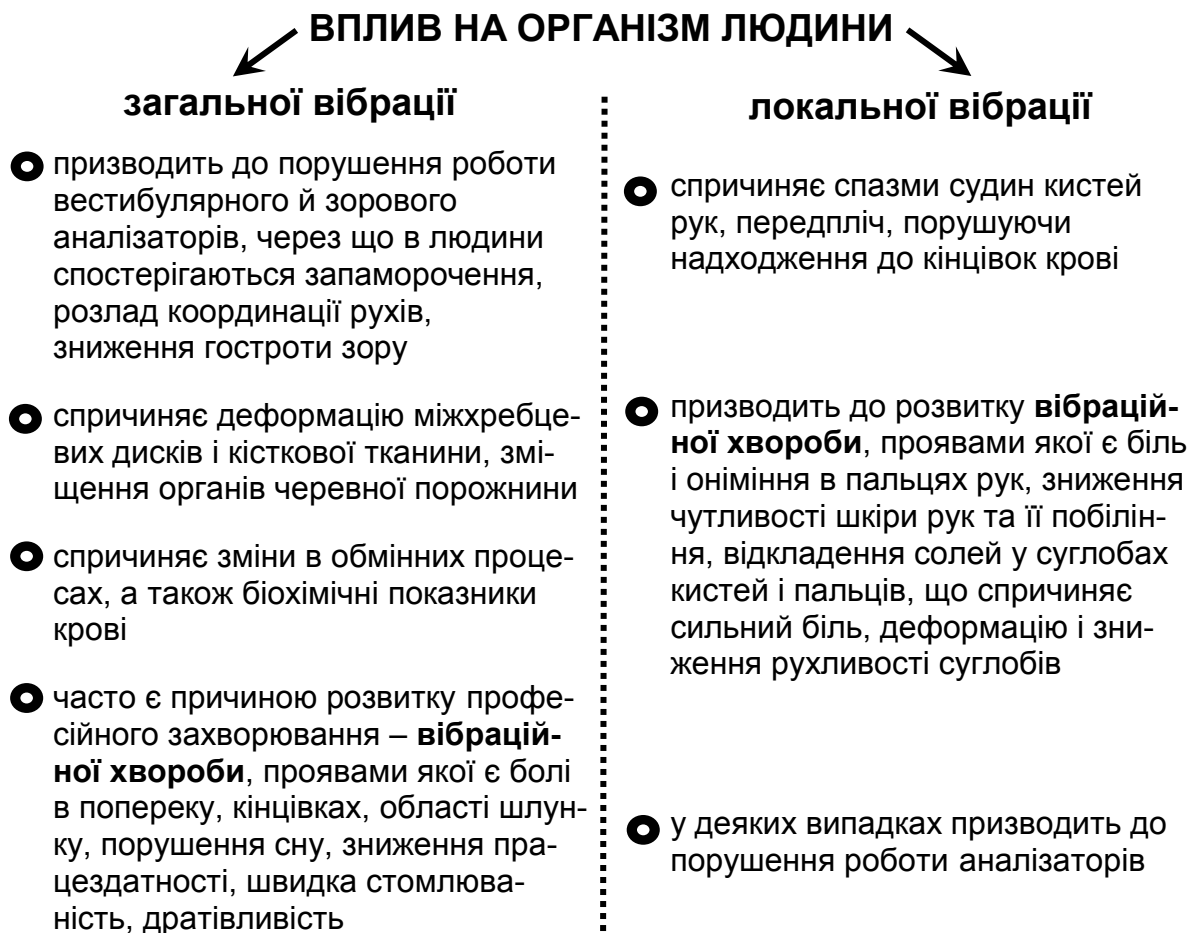 ВПЛИВ НА ОРГАНІЗМ ЛЮДИНИ
загальної вібрації
призводить до порушення роботи
вестибулярного й зорового
аналізаторів, через що в людини
спостерігаються запаморочення,
розлад координації рухів,
зниження гостроти зору
спричиняє деформацію міжхребце-
вих дисків і кісткової тканини, змі-
щення органів черевної порожнини
спричиняє зміни в обмінних проце-
сах, а також біохімічні показники
крові
часто є причиною розвитку профе-
сійного захворювання – вібрацій-
ної хвороби, проявами якої є болі
в попереку, кінцівках, області шлун-
ку, порушення сну, зниження пра-
цездатності, швидка стомлюва-
ність, дратівливість
локальної вібрації
спричиняє спазми судин кистей
рук, передпліч, порушуючи
надходження до кінцівок крові
призводить до розвитку вібрацій-
ної хвороби, проявами якої є біль
і оніміння в пальцях рук, зниження
чутливості шкіри рук та її побілін-
ня, відкладення солей у суглобах
кистей і пальців, що спричиняє
сильний біль, деформацію і зни-
ження рухливості суглобів
у деяких випадках призводить до
порушення роботи аналізаторів